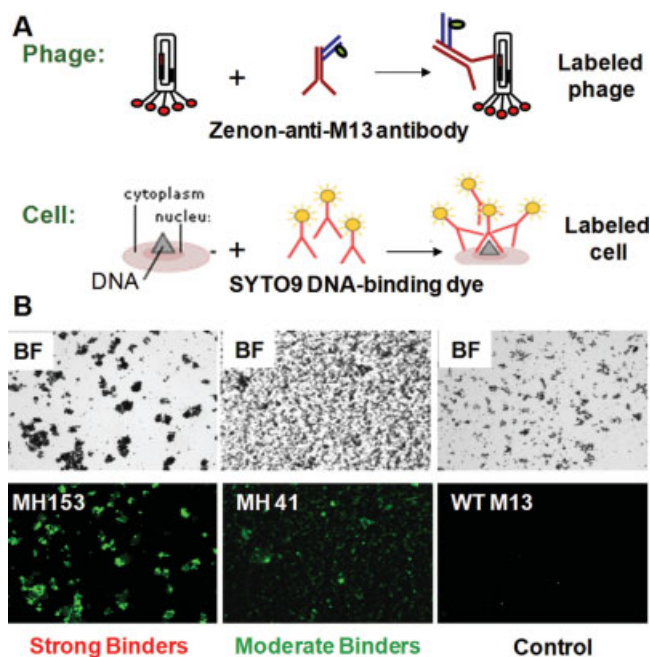 A
Phage:
+
Labeled
phage
Zenon-anti-M13 antibody
cytoplasm
nucleu:
Cell:
+
Labeled
cell
DNA
SYTO9 DNA-binding dye
B
BF
BF
BF
MH153
MH 41
WT M13
Strong Binders
Moderate Binders
Control